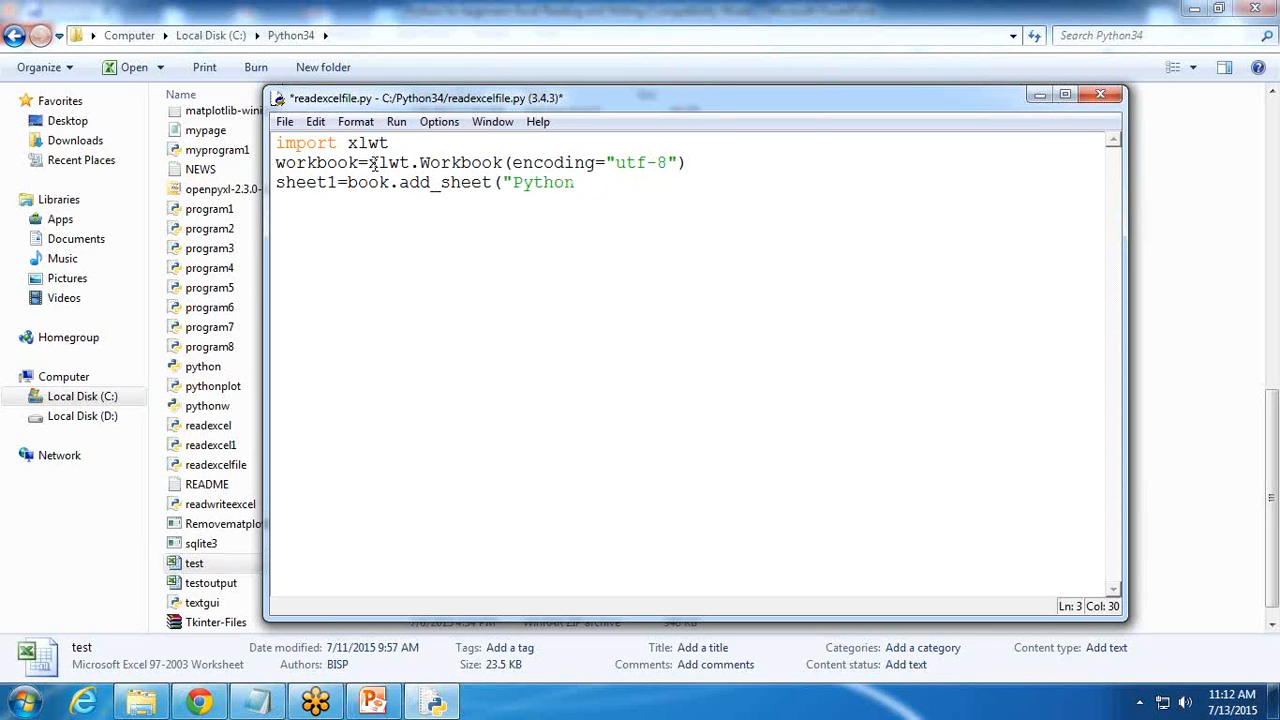 Computer Local Disk (C:) Python34
Search Python34
Organize Open Print Burn New folder
Favorites
Desktop
Downloads
Recent Places
Libraries
Apps
Documents
Music
Pictures
Videos
Homegroup
Computer
Local Disk (C:)
Local Disk (D:)
Network
Name
matplotlib-wini
mypage
myprogram1
NEWS
openpyxl-2.3.0-
program1
program2
program3
program4
program5
program6
program7
program8
python
pythonplot
pythonw
readexcel
readexcel1
readexcelfile
README
readwriteexcel
Removematplot
sqlite3
test
testoutput
textgui
Tkinter-Files
*readexcelfile.py - C:/Python34/readexcelfile.py (3.4.3)*
File Edit Format Run Options Window Help
import xlwt
workbook=xlwt.Workbook(encoding="utf-8")
sheet1=book.add_sheet("Python
Ln: 3 Col: 30
test
Microsoft Excel 97-2003 Worksheet
Date modified: 7/11/2015 9:57 AM
Authors: BISP
Tags: Add a tag
Size: 23.5 KB
Title: Add a title
Comments: Add comments
Categories: Add a category
Content status: Add text
Content type: Add text
11:12 AM
7/13/2015